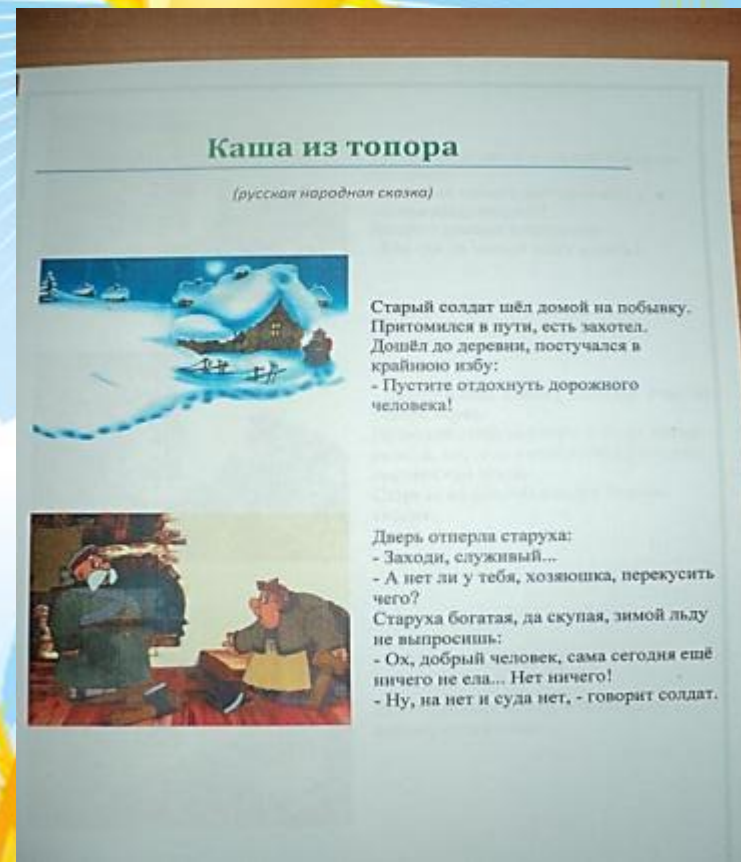 Каша из топора
(русская народная сказка)
Старый солдат шёл домой на побывку.
Притомился в пути, есть захотел.
Дошёл до деревни, постучался в
крайнюю избу:
- Пустите отдохнуть дорожного
человека!
Дверь отперла старуха:
- Заходи, служивый...
- А нет ли у тебя, хозяюшка, перекусить
чего?
Старуха богатая, да скупая, зимой льду
не выпросишь:
- Ох, добрый человек, сама сегодня ещё
ничего не ела... Нет ничего!
- Ну, на нет и суда нет, - говорит солдат.